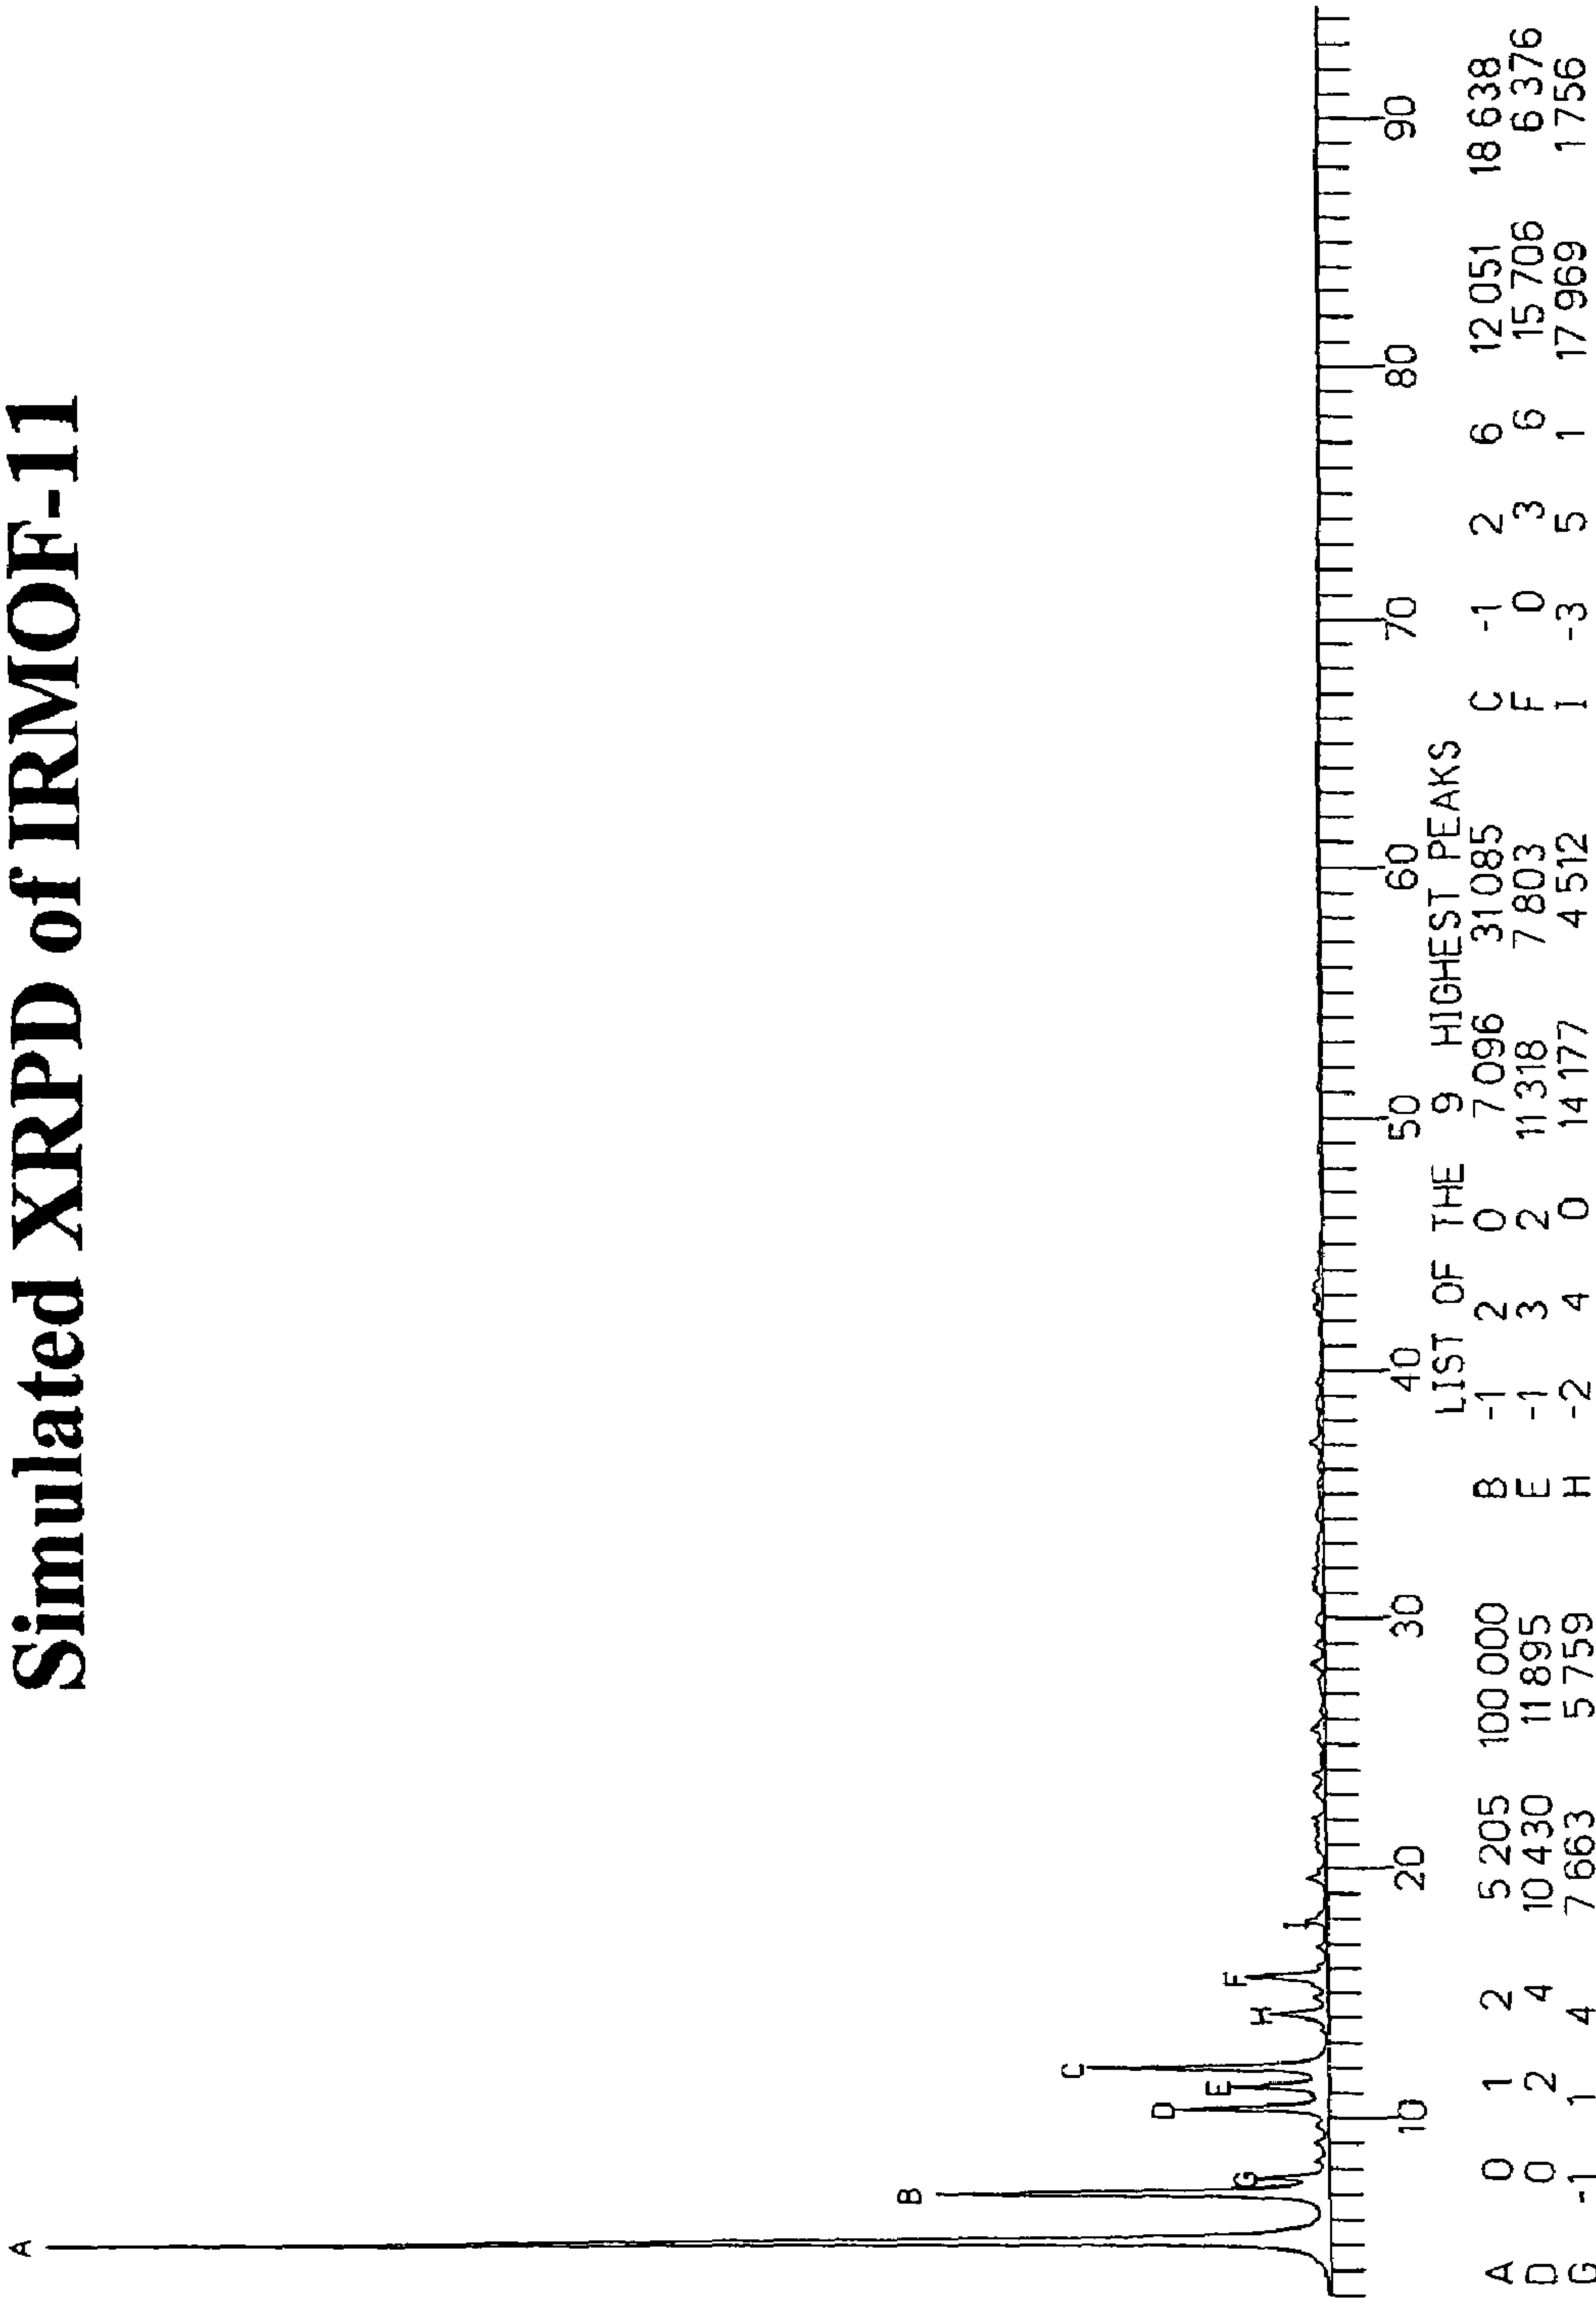 Simulated XRPD of IRMOF-11
A
B
G
D
E
C
H
F
I
10 20 30 40 50 60 70 80 90
LIST OF THE 9 HIGHEST PEAKS
A 0 1 2 5 205 100 000 B -1 2 0 7 096 31 085 C -1 2 6 12 051 18 638
D 0 2 4 10 430 11 895 E -1 3 2 11 318 7 803 F 0 3 6 15 706 6 376
G -1 1 4 7 663 5 759 H -2 4 0 14 177 4 512 I -3 5 1 17 969 1 756